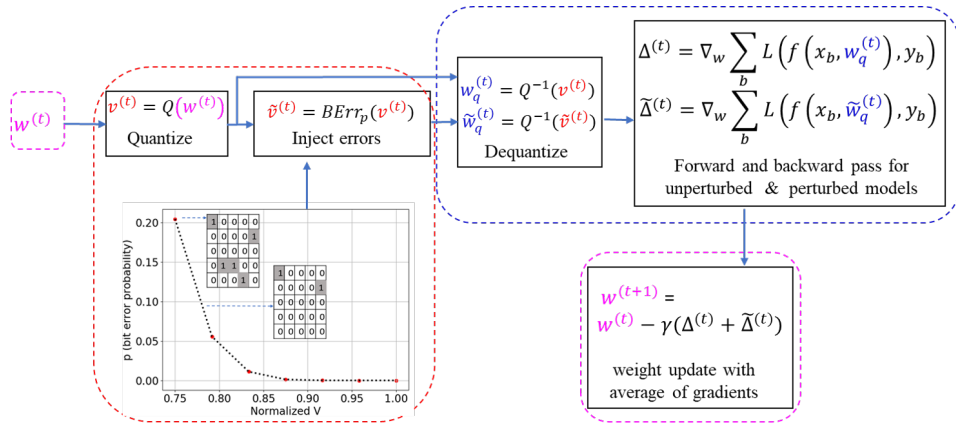 w^(t)
v^(t) = Q(w^(t))
Quantize
ṽ^(t) = BErr_p(v^(t))
Inject errors
w_q^(t) = Q^−1(v^(t))
w̃_q^(t) = Q^−1(ṽ^(t))
Dequantize
Δ^(t) = ∇_w ∑_b L(f(x_b, w_q^(t)), y_b)
Δ̃^(t) = ∇_w ∑_b L(f(x_b, w̃_q^(t)), y_b)
Forward and backward pass for
unperturbed & perturbed models
p (bit error probability)
0.20
0.15
0.10
0.05
0.00
1 0 0 0 0
0 0 0 0 1
0 0 0 0 0
0 1 1 0 0
0 0 0 1 0
1 0 0 0 0
0 0 0 0 1
0 0 0 0 0
0 0 0 0 0
0 0 0 0 0
0.75 0.80 0.85 0.90 0.95 1.00
Normalized V
w^(t+1) =
w^(t) − γ(Δ^(t) + Δ̃^(t))
weight update with
average of gradients